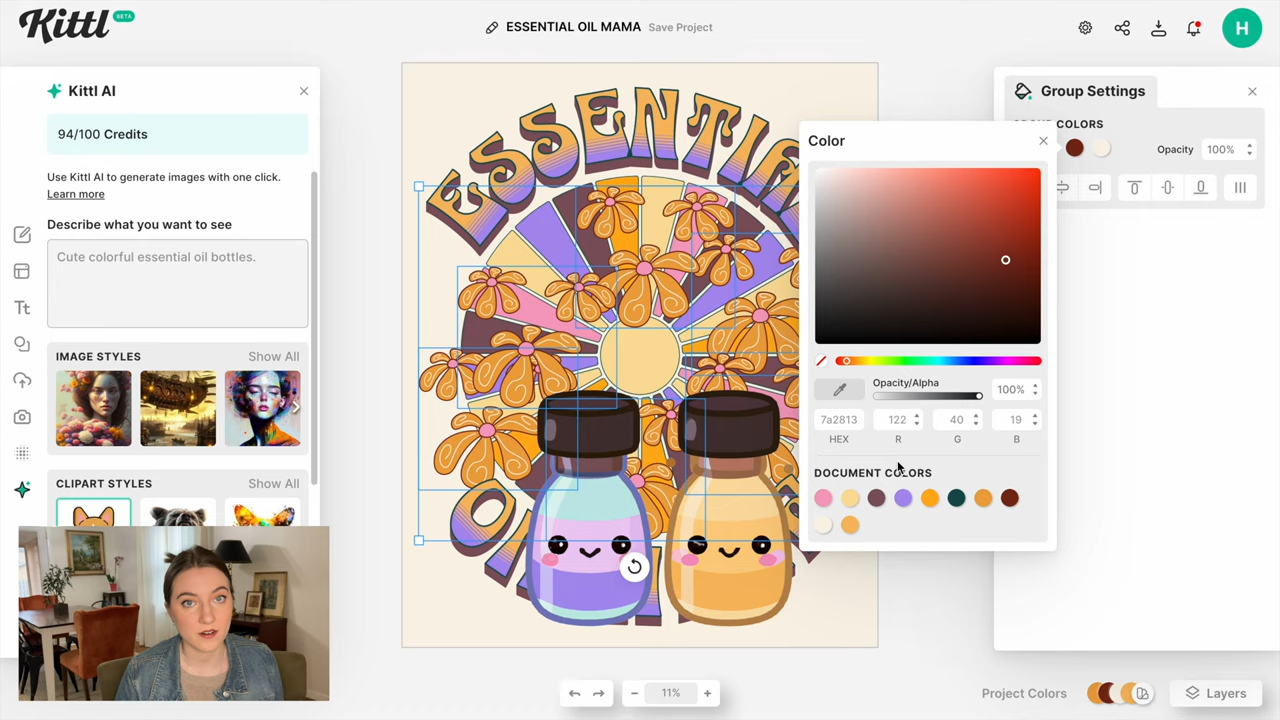 Kittl BETA
ESSENTIAL OIL MAMA Save Project
H
Kittl AI
94/100 Credits
Use Kittl AI to generate images with one click.
Learn more
Describe what you want to see
Cute colorful essential oil bottles.
IMAGE STYLES Show All
CLIPART STYLES Show All
Tt
ESSENTIA
Color
Opacity/Alpha
100%
7a2813 122 40 19
HEX R G B
DOCUMENT COLORS
Group Settings
COLORS
Opacity 100%
11%
Project Colors
Layers